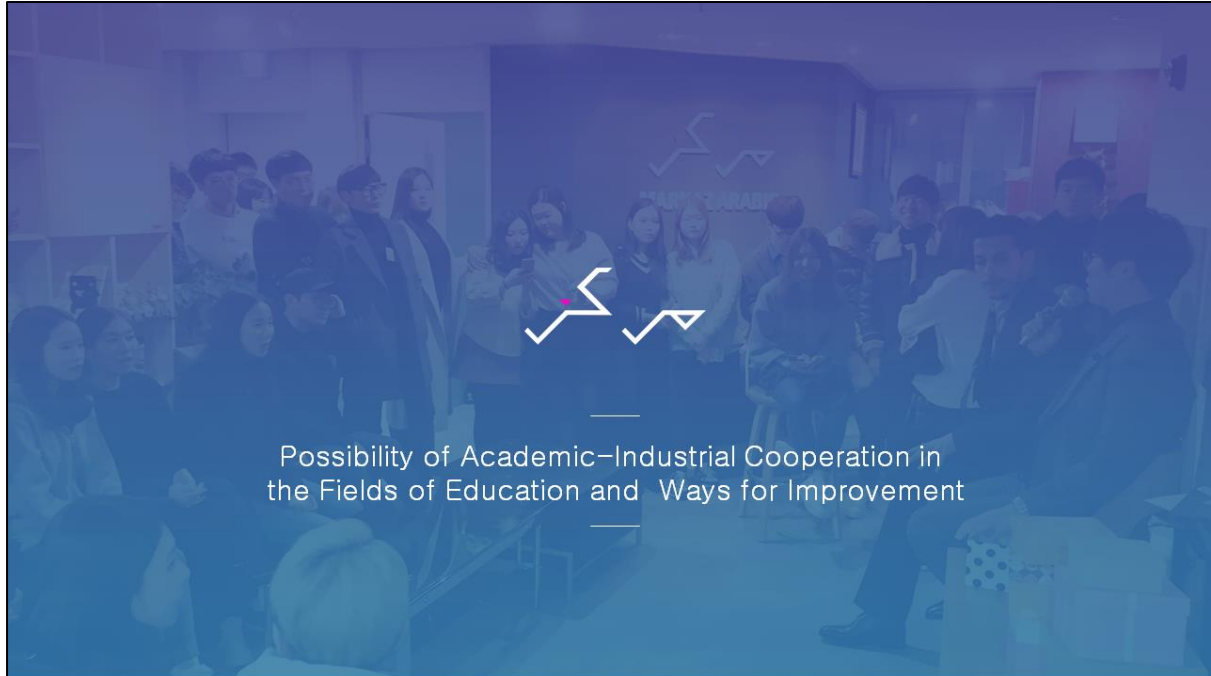 Possibility of Academic-Industrial Cooperation in
the Fields of Education and  Ways for Improvement